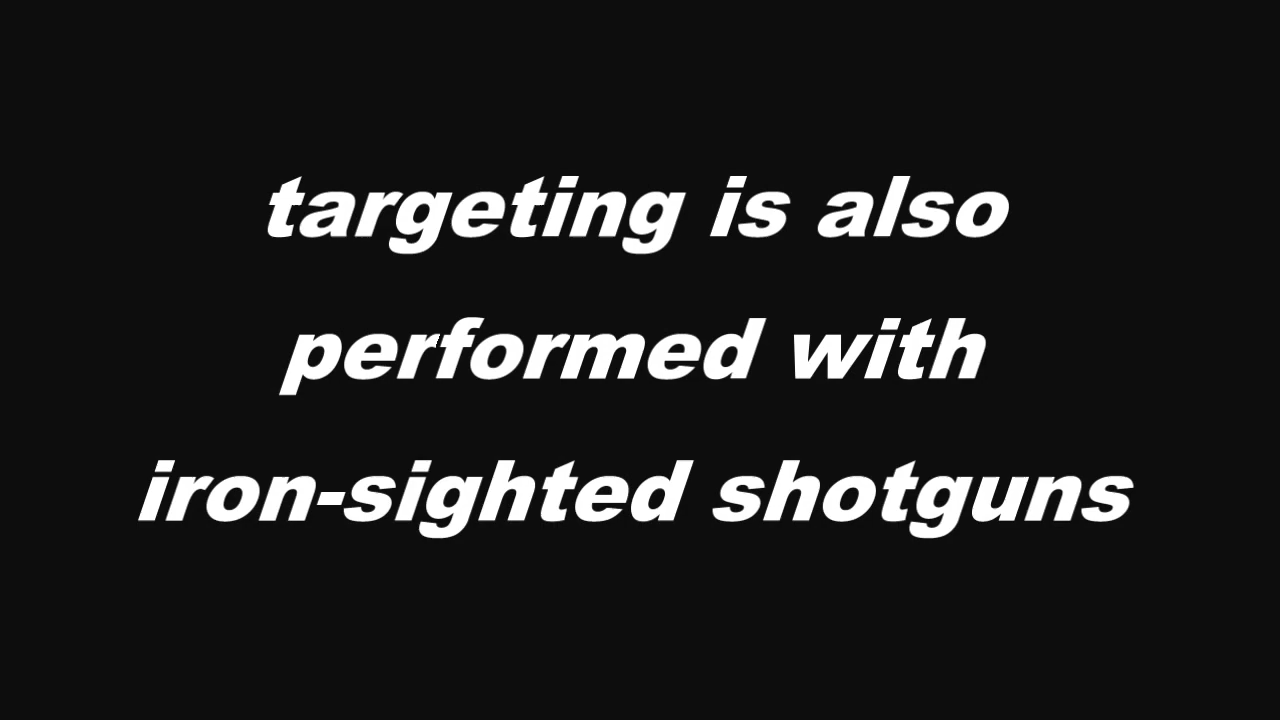 targeting is also
performed with
iron-sighted shotguns